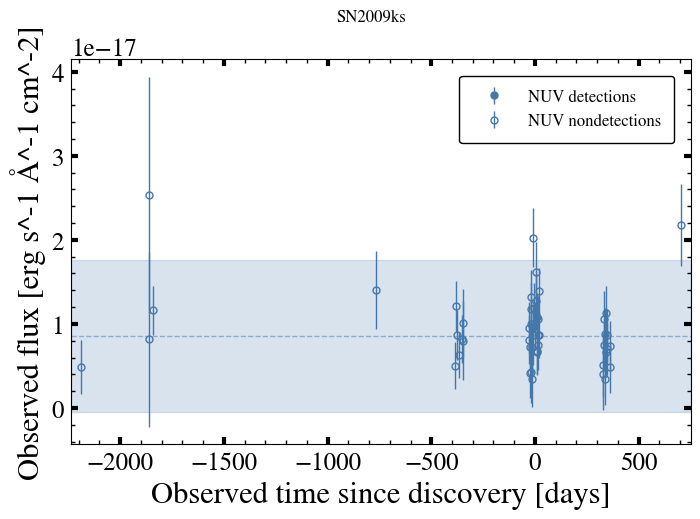 SN2009ks
1e−17
Observed flux [erg s^-1 Å^-1 cm^-2]
4
3
2
1
0
NUV detections
NUV nondetections
−2000 −1500 −1000 −500 0 500
Observed time since discovery [days]